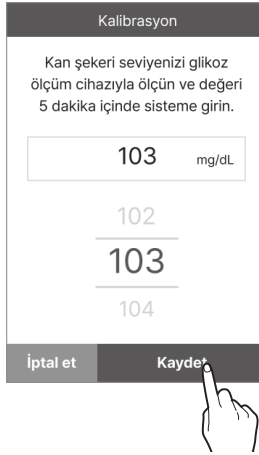 Kalibrasyon
Kan şekeri seviyenizi glikoz
ölçüm cihazıyla ölçün ve değeri
5 dakika içinde sisteme girin.
103 mg/dL
102
103
104
İptal et Kaydet